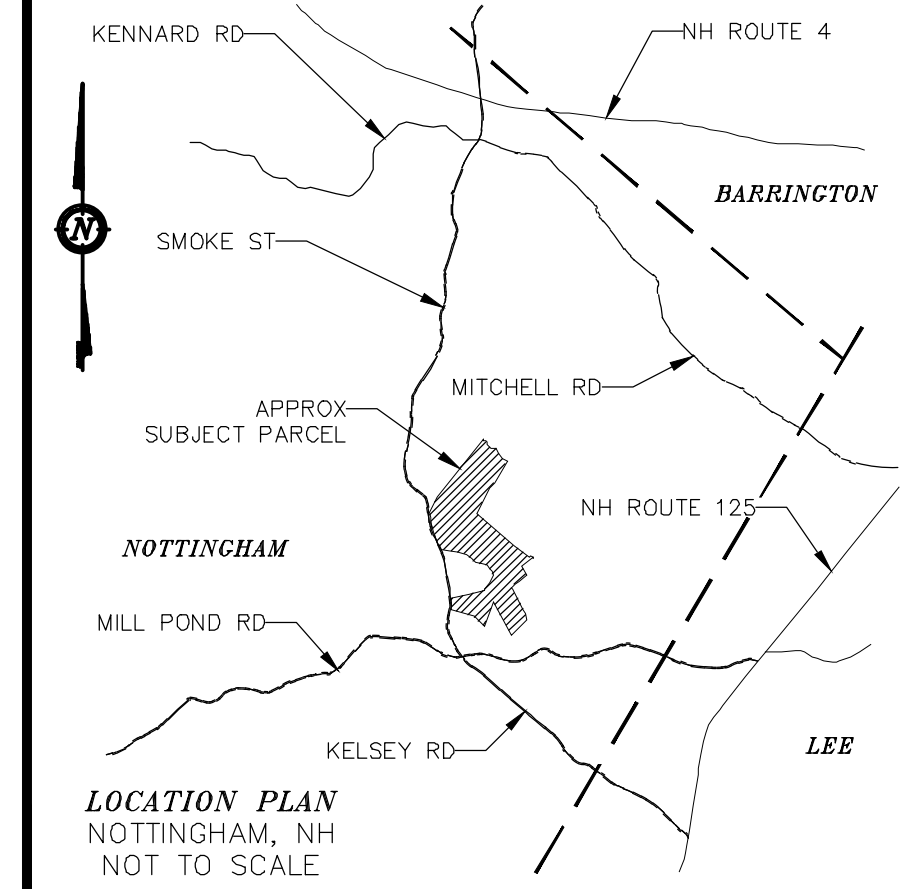 KENNARD RD
NH ROUTE 4
BARRINGTON
N
SMOKE ST
MITCHELL RD
APPROX
SUBJECT PARCEL
NH ROUTE 125
NOTTINGHAM
MILL POND RD
KELSEY RD
LEE
LOCATION PLAN
NOTTINGHAM, NH
NOT TO SCALE